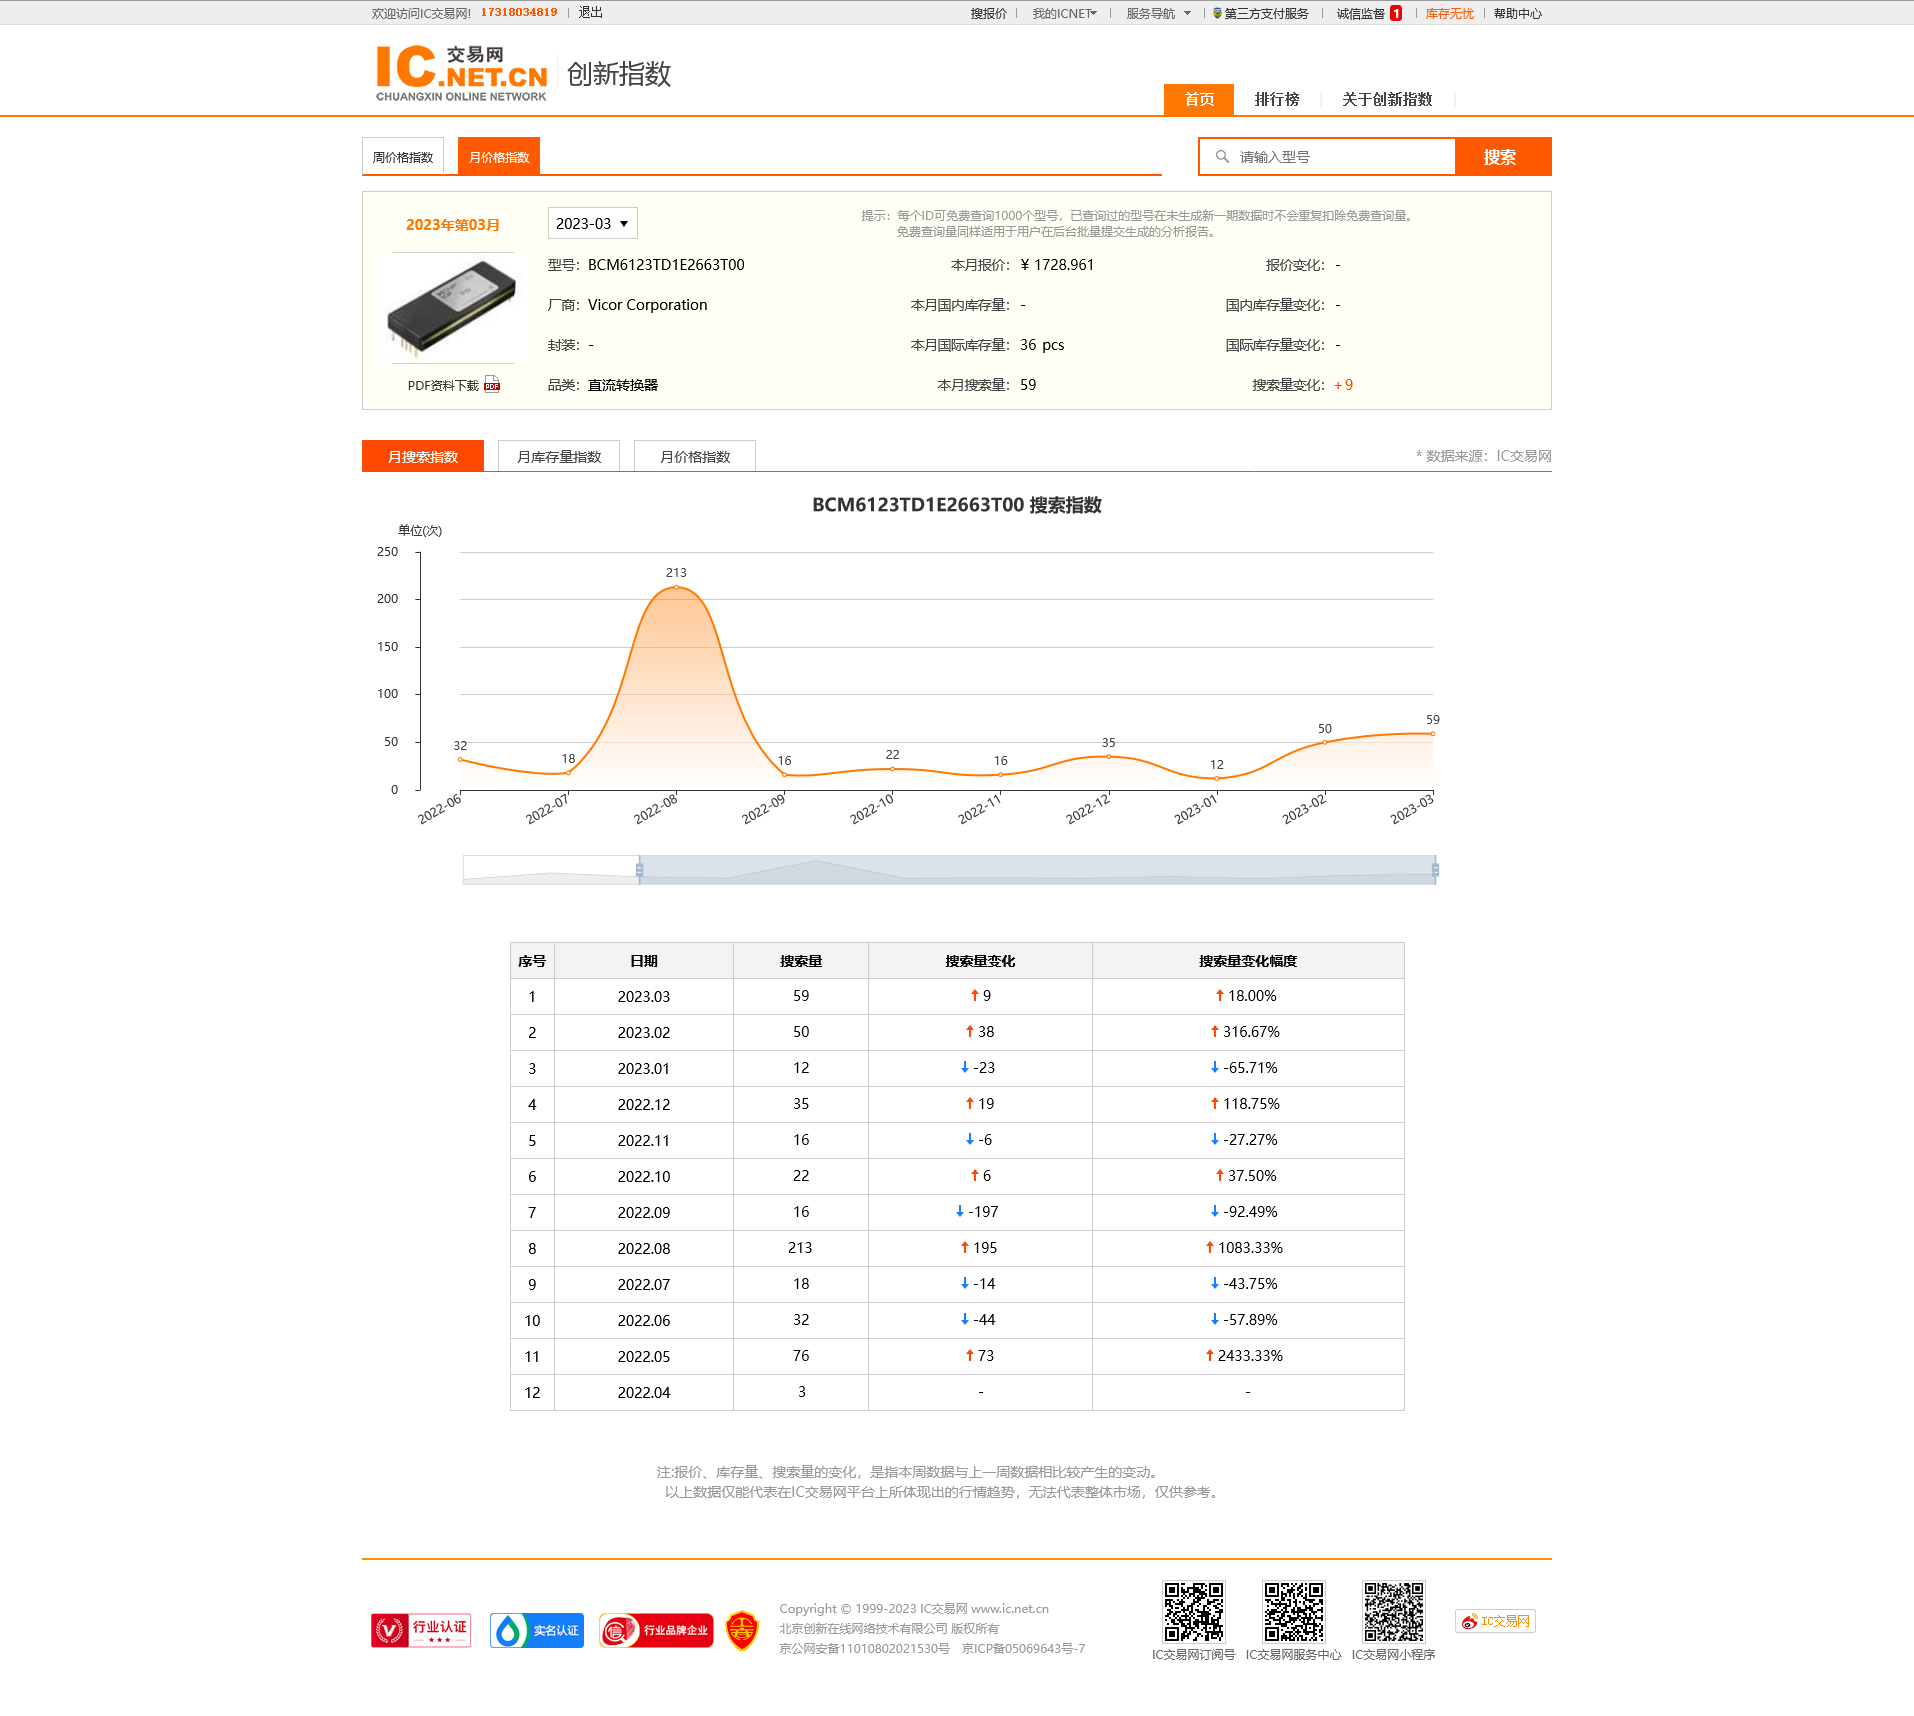 欢迎访问IC交易网! 17318034819 | 退出
搜报价 | 我的ICNET | 服务导航 | 第三方支付服务 | 诚信监督 1 | 库存无忧 | 帮助中心
IC交易网
.NET.CN
CHUANGXIN ONLINE NETWORK
创新指数
首页 排行榜 | 关于创新指数 |
周价格指数 月价格指数 请输入型号 搜索
2023年第03月 2023-03
提示：每个ID可免费查询1000个型号，已查询过的型号在未生成新一期数据时不会重复扣除免费查询量。
免费查询量同样适用于用户在后台批量提交生成的分析报告。
型号：BCM6123TD1E2663T00 本月报价：¥ 1728.961 报价变化：-
厂商：Vicor Corporation 本月国内库存量：- 国内库存量变化：-
封装：- 本月国际库存量：36 pcs 国际库存量变化：-
PDF资料下载 PDF 品类：直流转换器 本月搜索量：59 搜索量变化：+9
月搜索指数 月库存量指数 月价格指数 * 数据来源：IC交易网
BCM6123TD1E2663T00 搜索指数
单位(次)
250
200
150
100
50
0
32 18 213 16 22 16 35 12 50 59
2022-06 2022-07 2022-08 2022-09 2022-10 2022-11 2022-12 2023-01 2023-02 2023-03
序号 日期 搜索量 搜索量变化 搜索量变化幅度
1 2023.03 59 ↑ 9 ↑ 18.00%
2 2023.02 50 ↑ 38 ↑ 316.67%
3 2023.01 12 ↓ -23 ↓ -65.71%
4 2022.12 35 ↑ 19 ↑ 118.75%
5 2022.11 16 ↓ -6 ↓ -27.27%
6 2022.10 22 ↑ 6 ↑ 37.50%
7 2022.09 16 ↓ -197 ↓ -92.49%
8 2022.08 213 ↑ 195 ↑ 1083.33%
9 2022.07 18 ↓ -14 ↓ -43.75%
10 2022.06 32 ↓ -44 ↓ -57.89%
11 2022.05 76 ↑ 73 ↑ 2433.33%
12 2022.04 3 - -
注:报价、库存量、搜索量的变化，是指本周数据与上一周数据相比较产生的变动。
以上数据仅能代表在IC交易网平台上所体现出的行情趋势，无法代表整体市场，仅供参考。
行业认证 实名认证 行业品牌企业
Copyright © 1999-2023 IC交易网 www.ic.net.cn
北京创新在线网络技术有限公司 版权所有
京公网安备11010802021530号 京ICP备05069643号-7
IC交易网订阅号 IC交易网服务中心 IC交易网小程序
IC交易网